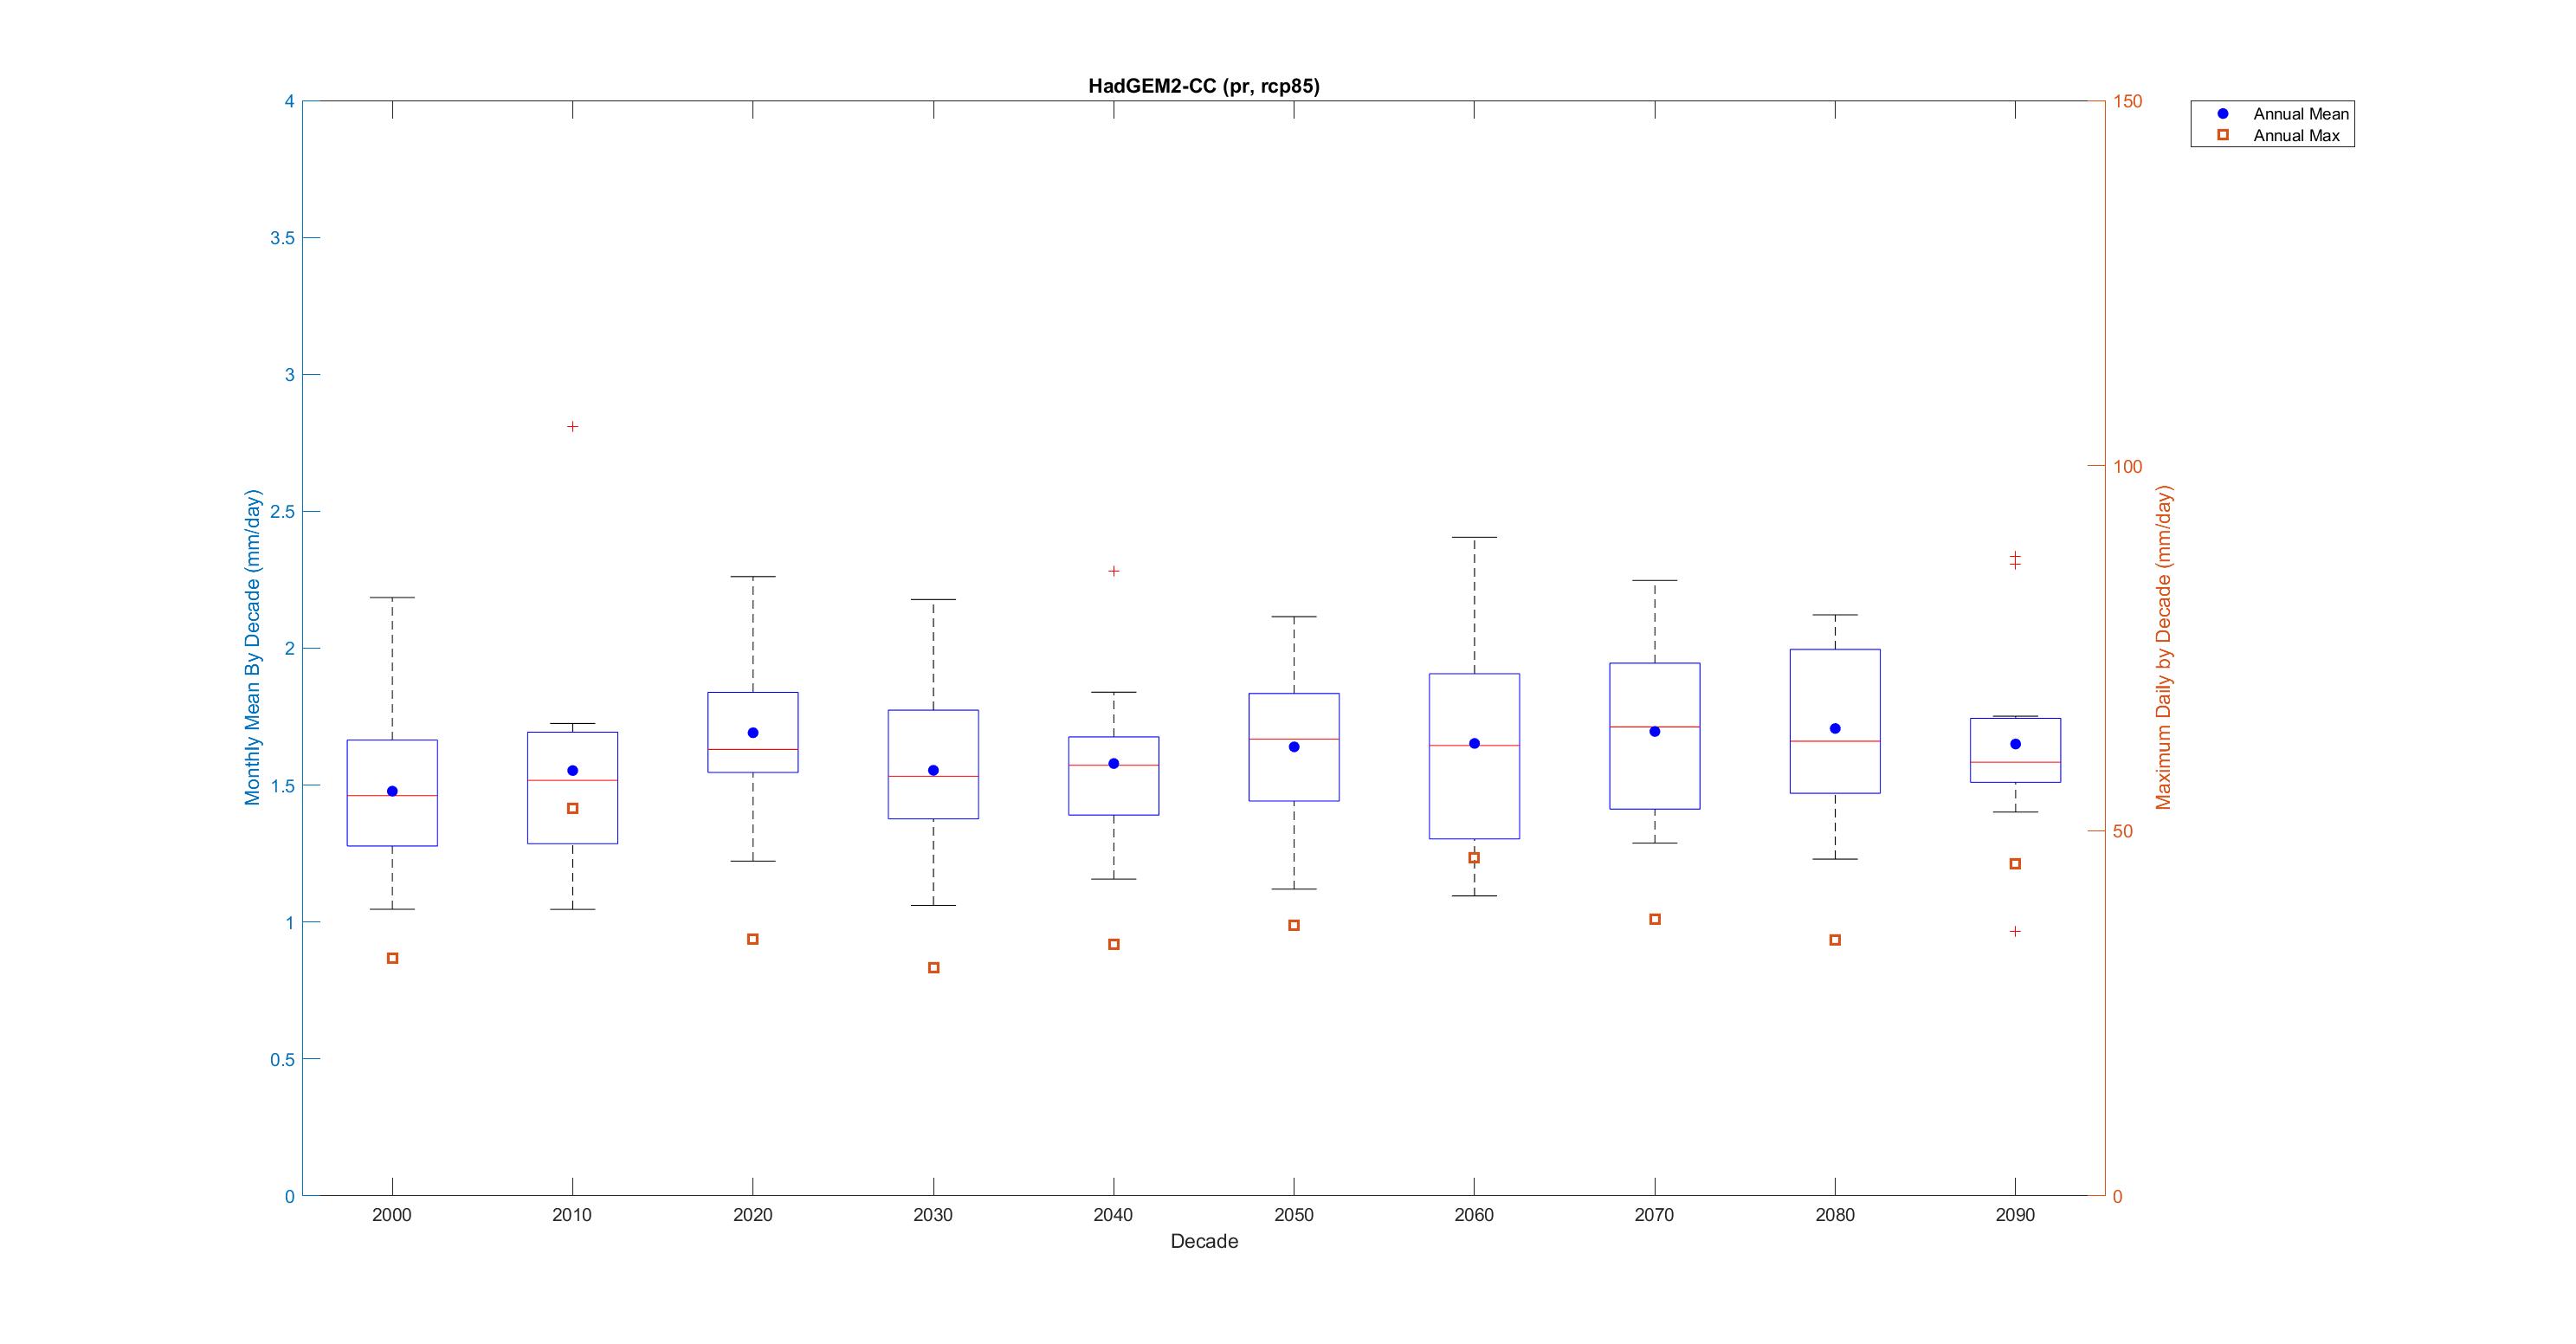 HadGEM2-CC (pr, rcp85)
Annual Mean
Annual Max
4
3.5
3
2.5
2
1.5
1
0.5
0
Monthly Mean By Decade (mm/day)
150
100
50
0
Maximum Daily by Decade (mm/day)
2000 2010 2020 2030 2040 2050 2060 2070 2080 2090
Decade